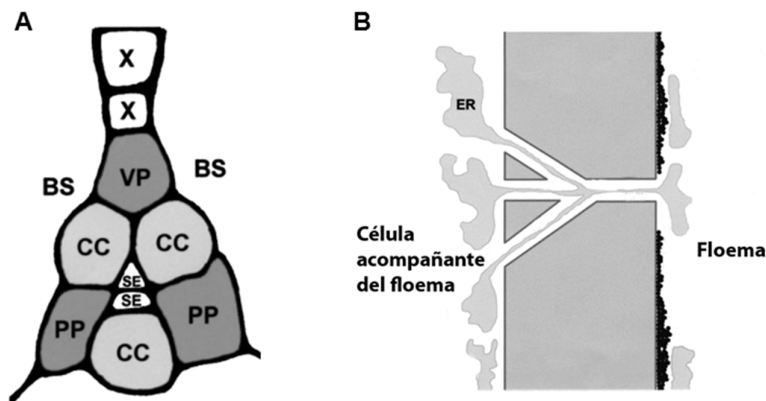 A
X
X
BS
VP
BS
CC
CC
SE
SE
PP
PP
CC
B
ER
Célula
acompañante
del floema
Floema